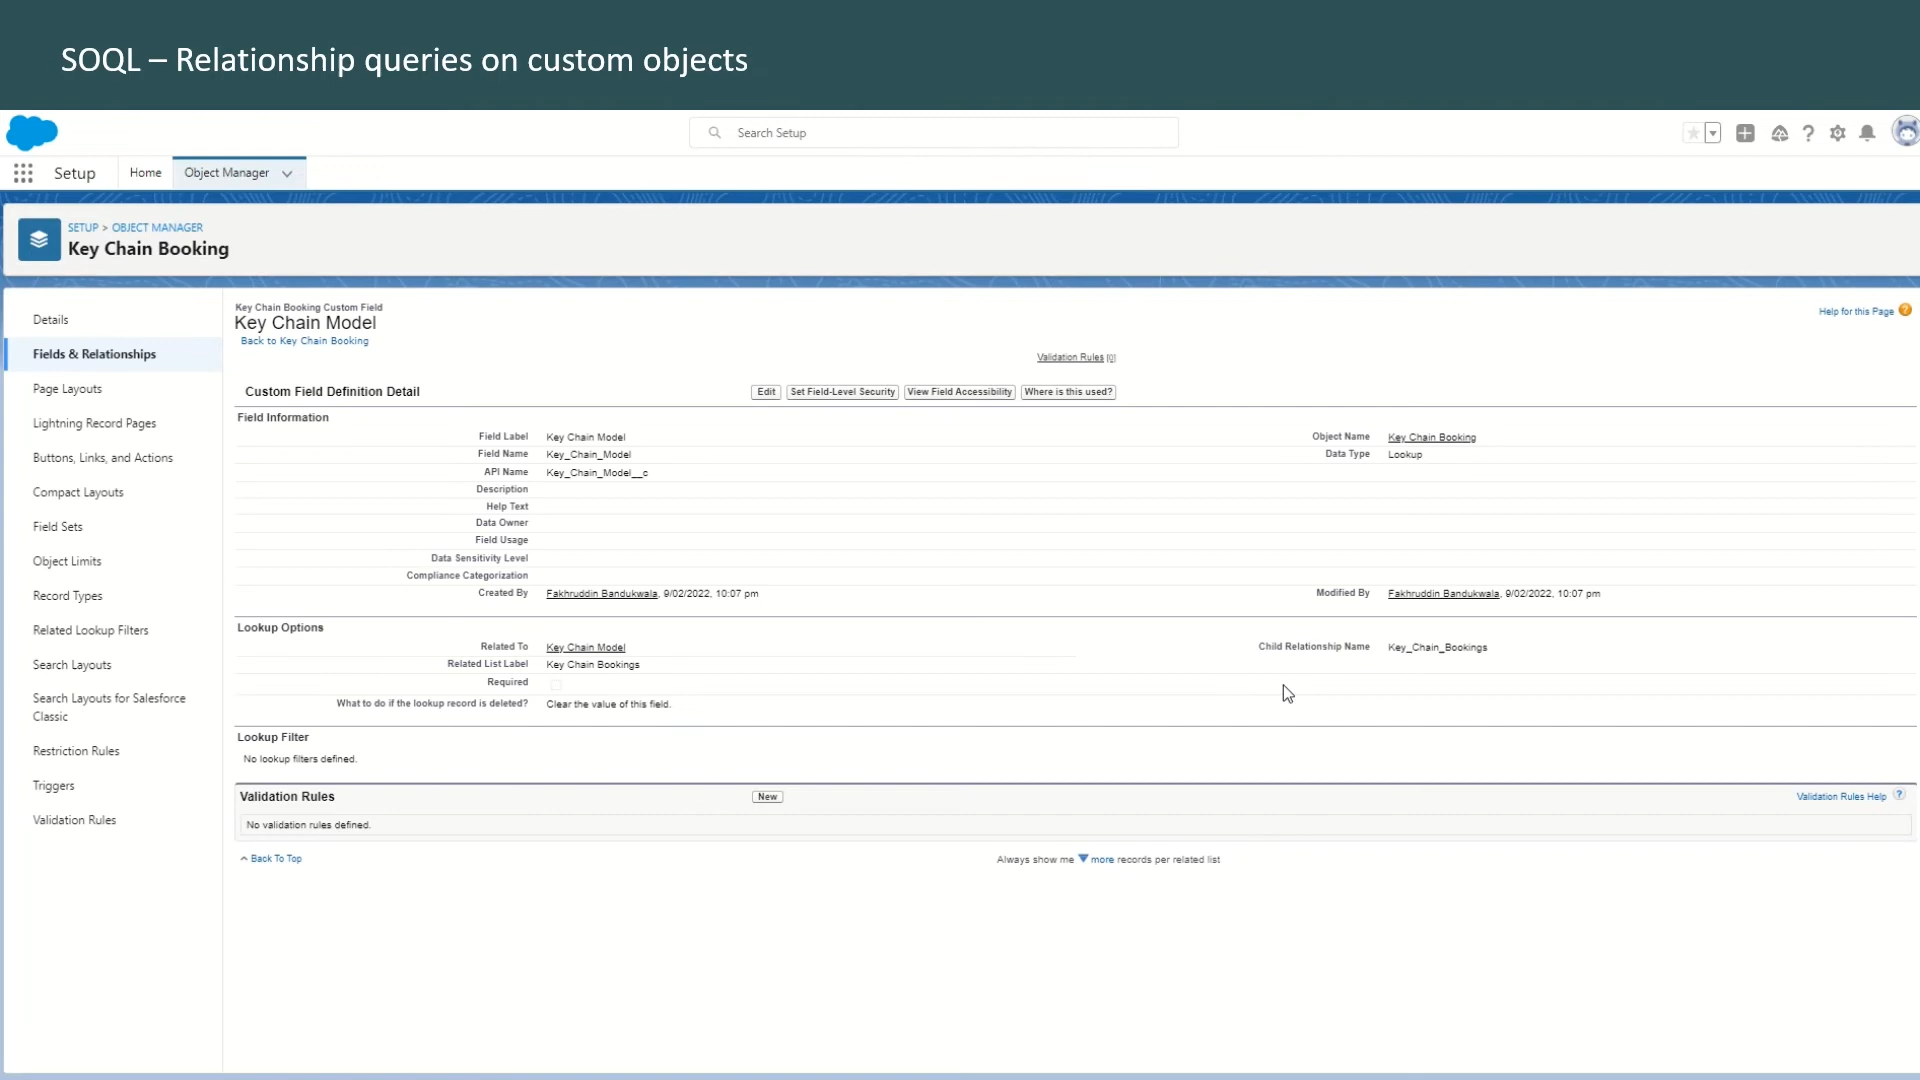 SOQL – Relationship queries on custom objects
Search Setup
Setup
Home
Object Manager
SETUP > OBJECT MANAGER
Key Chain Booking
Details
Fields & Relationships
Page Layouts
Lightning Record Pages
Buttons, Links, and Actions
Compact Layouts
Field Sets
Object Limits
Record Types
Related Lookup Filters
Search Layouts
Search Layouts for Salesforce
Classic
Restriction Rules
Triggers
Validation Rules
Key Chain Booking Custom Field
Key Chain Model
Back to Key Chain Booking
Help for this Page
Validation Rules [0]
Custom Field Definition Detail
Edit
Set Field-Level Security
View Field Accessibility
Where is this used?
Field Information
Field Label Key Chain Model
Object Name Key Chain Booking
Field Name Key_Chain_Model
Data Type Lookup
API Name Key_Chain_Model__c
Description
Help Text
Data Owner
Field Usage
Data Sensitivity Level
Compliance Categorization
Created By Fakhruddin Bandukwala, 9/02/2022, 10:07 pm
Modified By Fakhruddin Bandukwala, 9/02/2022, 10:07 pm
Lookup Options
Related To Key Chain Model
Child Relationship Name Key_Chain_Bookings
Related List Label Key Chain Bookings
Required
What to do if the lookup record is deleted? Clear the value of this field.
Lookup Filter
No lookup filters defined.
Validation Rules
New
Validation Rules Help ?
No validation rules defined.
Back To Top
Always show me more records per related list